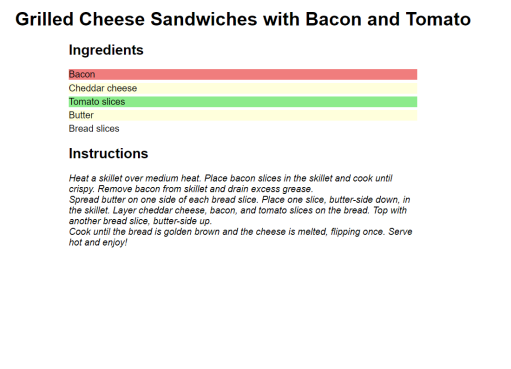 Grilled Cheese Sandwiches with Bacon and Tomato
Ingredients
Bacon
Cheddar cheese
Tomato slices
Butter
Bread slices
Instructions
Heat a skillet over medium heat. Place bacon slices in the skillet and cook until
crispy. Remove bacon from skillet and drain excess grease.
Spread butter on one side of each bread slice. Place one slice, butter-side down, in
the skillet. Layer cheddar cheese, bacon, and tomato slices on the bread. Top with
another bread slice, butter-side up.
Cook until the bread is golden brown and the cheese is melted, flipping once. Serve
hot and enjoy!